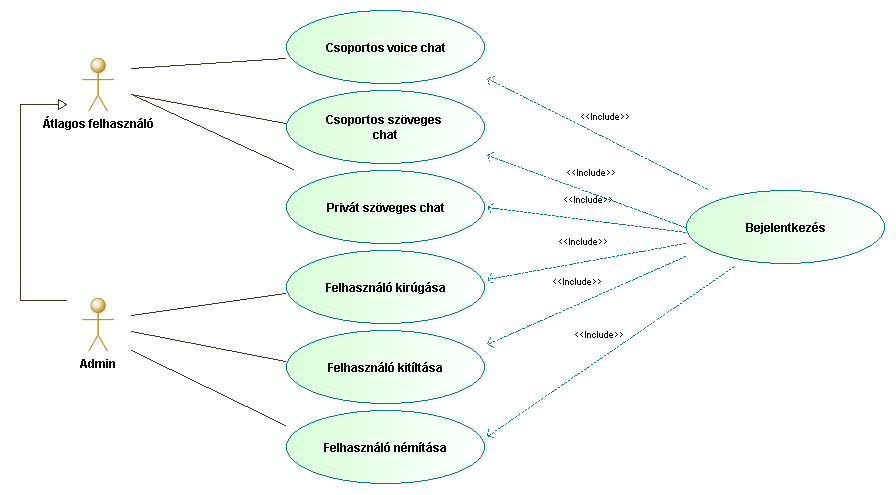 Csoportos voice chat
Átlagos felhasználó
Csoportos szöveges
chat
<<Include>>
<<Include>>
Privát szöveges chat
<<Include>>
Bejelentkezés
<<Include>>
Felhasználó kirúgása
<<Include>>
Admin
<<Include>>
Felhasználó kitíltása
Felhasználó némítása